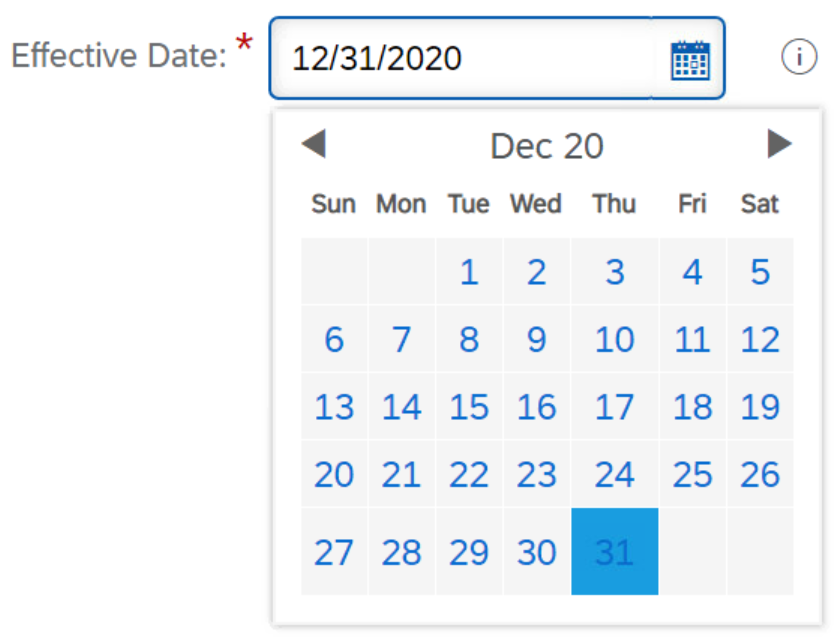 Effective Date: * 12/31/2020 i
Dec 20
Sun Mon Tue Wed Thu Fri Sat
1 2 3 4 5
6 7 8 9 10 11 12
13 14 15 16 17 18 19
20 21 22 23 24 25 26
27 28 29 30 31